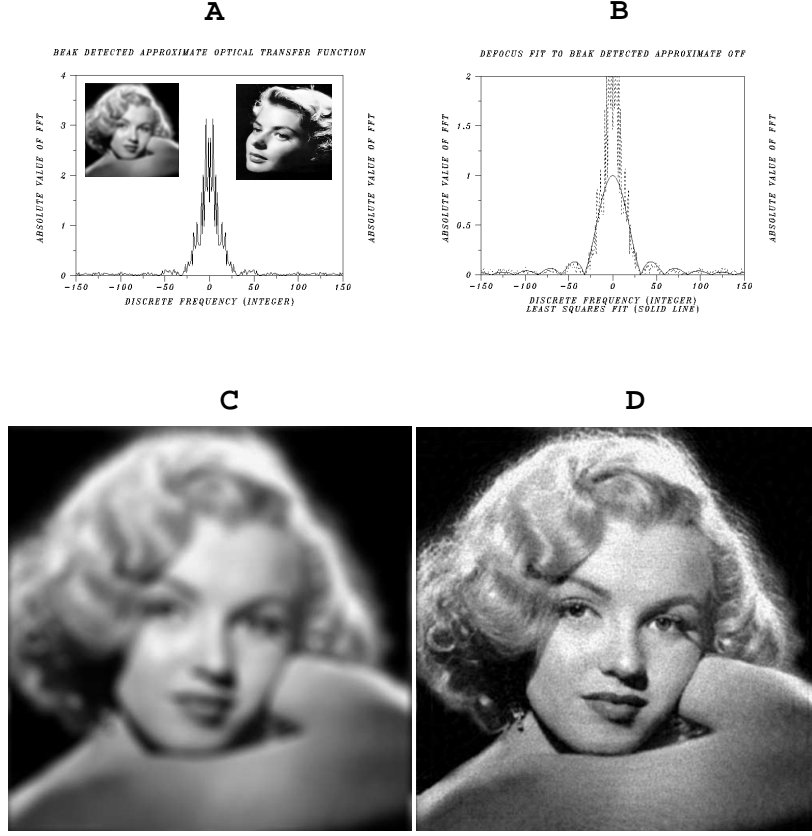 A
B
BEAK DETECTED APPROXIMATE OPTICAL TRANSFER FUNCTION
DEFOCUS FIT TO BEAK DETECTED APPROXIMATE OTF
4
3
2
1
0
ABSOLUTE VALUE OF FFT
ABSOLUTE VALUE OF FFT
-150
-100
-50
0
50
100
150
DISCRETE FREQUENCY (INTEGER)
2
1.5
1
0.5
0
ABSOLUTE VALUE OF FFT
ABSOLUTE VALUE OF FFT
-150
-100
-50
0
50
100
150
DISCRETE FREQUENCY (INTEGER)
LEAST SQUARES FIT (SOLID LINE)
C
D